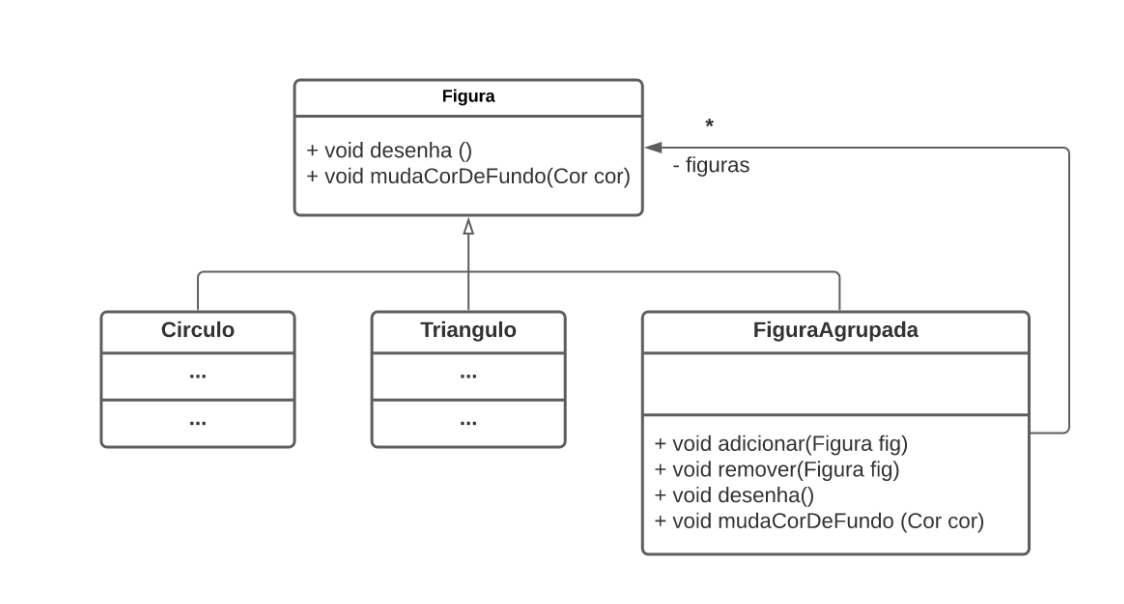 Figura
+ void desenha ()
+ void mudaCorDeFundo(Cor cor)
*
- figuras
Circulo
...
...
Triangulo
...
...
FiguraAgrupada
+ void adicionar(Figura fig)
+ void remover(Figura fig)
+ void desenha()
+ void mudaCorDeFundo (Cor cor)